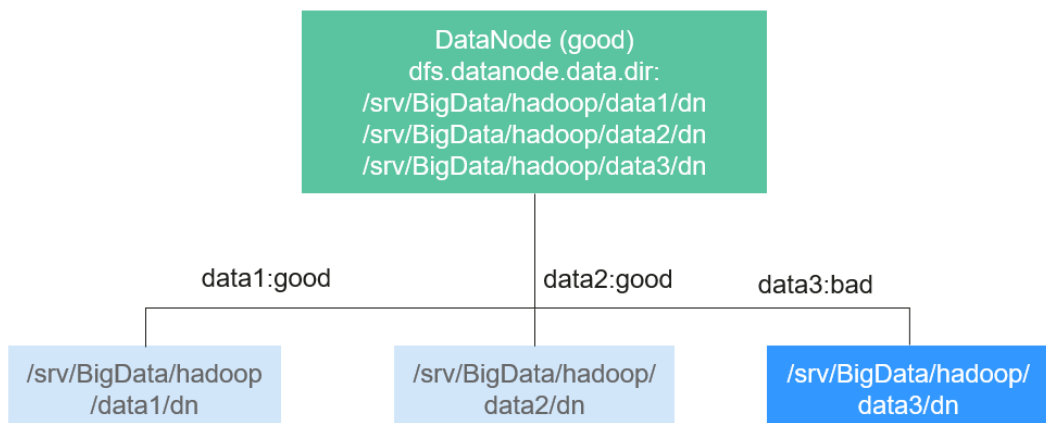 DataNode (good)
dfs.datanode.data.dir:
/srv/BigData/hadoop/data1/dn
/srv/BigData/hadoop/data2/dn
/srv/BigData/hadoop/data3/dn
data1:good
data2:good
data3:bad
/srv/BigData/hadoop
/data1/dn
/srv/BigData/hadoop/
data2/dn
/srv/BigData/hadoop/
data3/dn